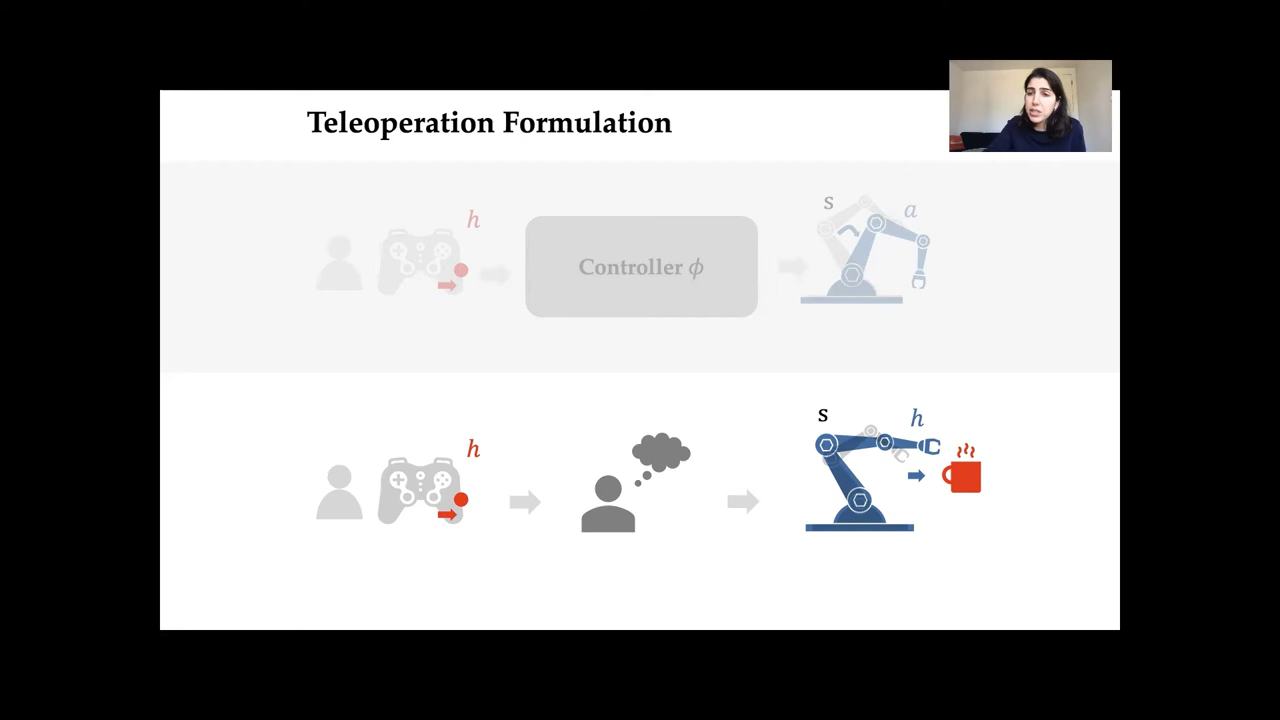 Teleoperation Formulation
h
Controller ϕ
s
a
h
s
h